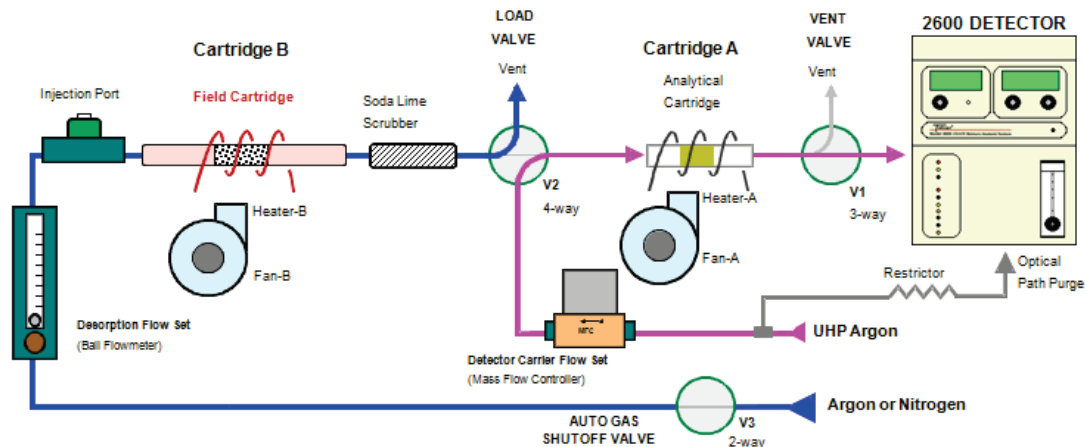 LOAD
VALVE
Vent
VENT
VALVE
Vent
2600 DETECTOR
Cartridge B
Cartridge A
Injection Port
Field Cartridge
Soda Lime
Scrubber
Analytical
Cartridge
V2
4-way
V1
3-way
Heater-B
Fan-B
Heater-A
Fan-A
Desorption Flow Set
(Ball Flowmeter)
MFC
Detector Carrier Flow Set
(Mass Flow Controller)
Restrictor
Optical
Path Purge
UHP Argon
Argon or Nitrogen
AUTO GAS
SHUTOFF VALVE
V3
2-way